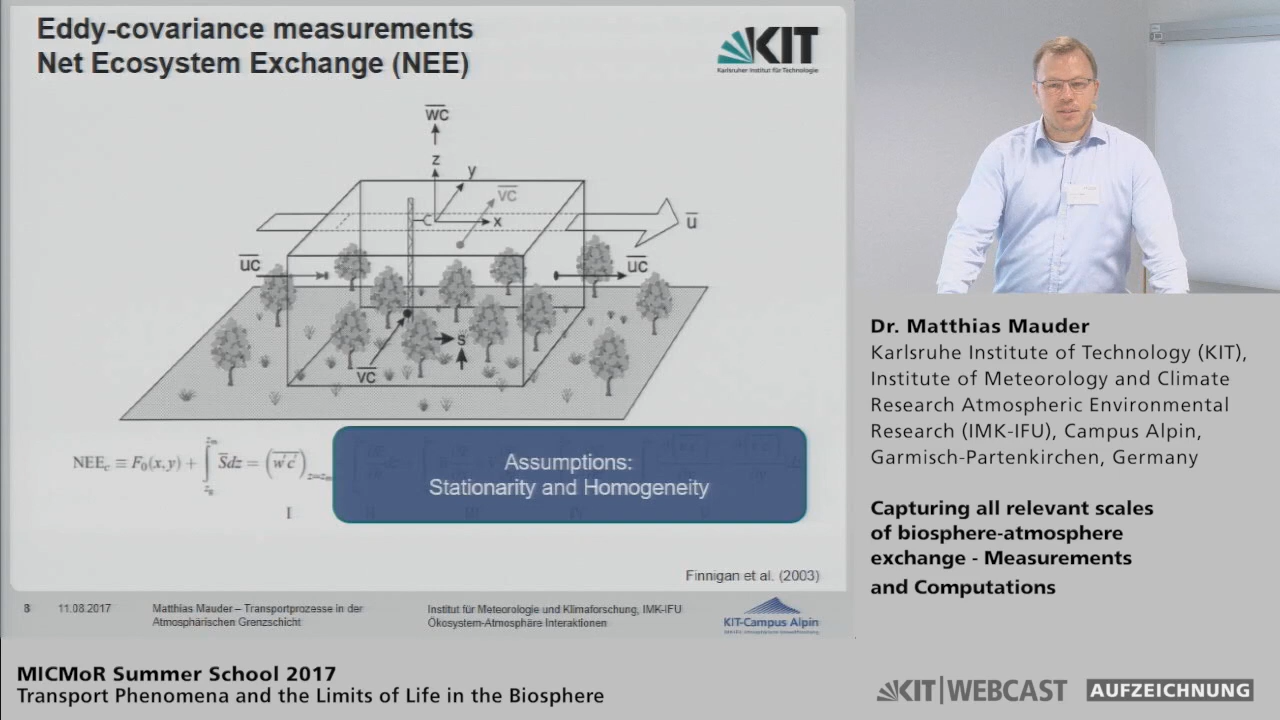 Eddy-covariance measurements
Net Ecosystem Exchange (NEE)
KIT
Karlsruher Institut für Technologie
wc
z
y
vc
C
x
u
uc
uc
S
vc
NEEc ≡ F0(x,y) + ∫ S̄dz = (w'c')z=zm
I
Assumptions:
Stationarity and Homogeneity
Finnigan et al. (2003)
8 11.08.2017 Matthias Mauder – Transportprozesse in der Atmosphärischen Grenzschicht
Institut für Meteorologie und Klimaforschung, IMK-IFU
Ökosystem-Atmosphäre Interaktionen
KIT-Campus Alpin
Dr. Matthias Mauder
Karlsruhe Institute of Technology (KIT),
Institute of Meteorology and Climate
Research Atmospheric Environmental
Research (IMK-IFU), Campus Alpin,
Garmisch-Partenkirchen, Germany
Capturing all relevant scales
of biosphere-atmosphere
exchange - Measurements
and Computations
MICMoR Summer School 2017
Transport Phenomena and the Limits of Life in the Biosphere
KIT|WEBCAST AUFZEICHNUNG